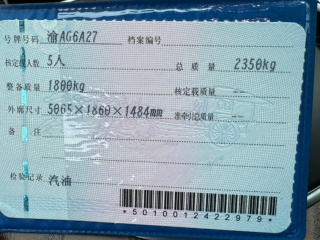 号牌号码 渝AG6A27 档案编号
核定载人数 5人 总质量 2350kg
整备质量 1800kg 核定载质量 --
外廓尺寸 5065×1860×1484mm 准牵引总质量 --
备注
检验记录 汽油
*5010012422979*